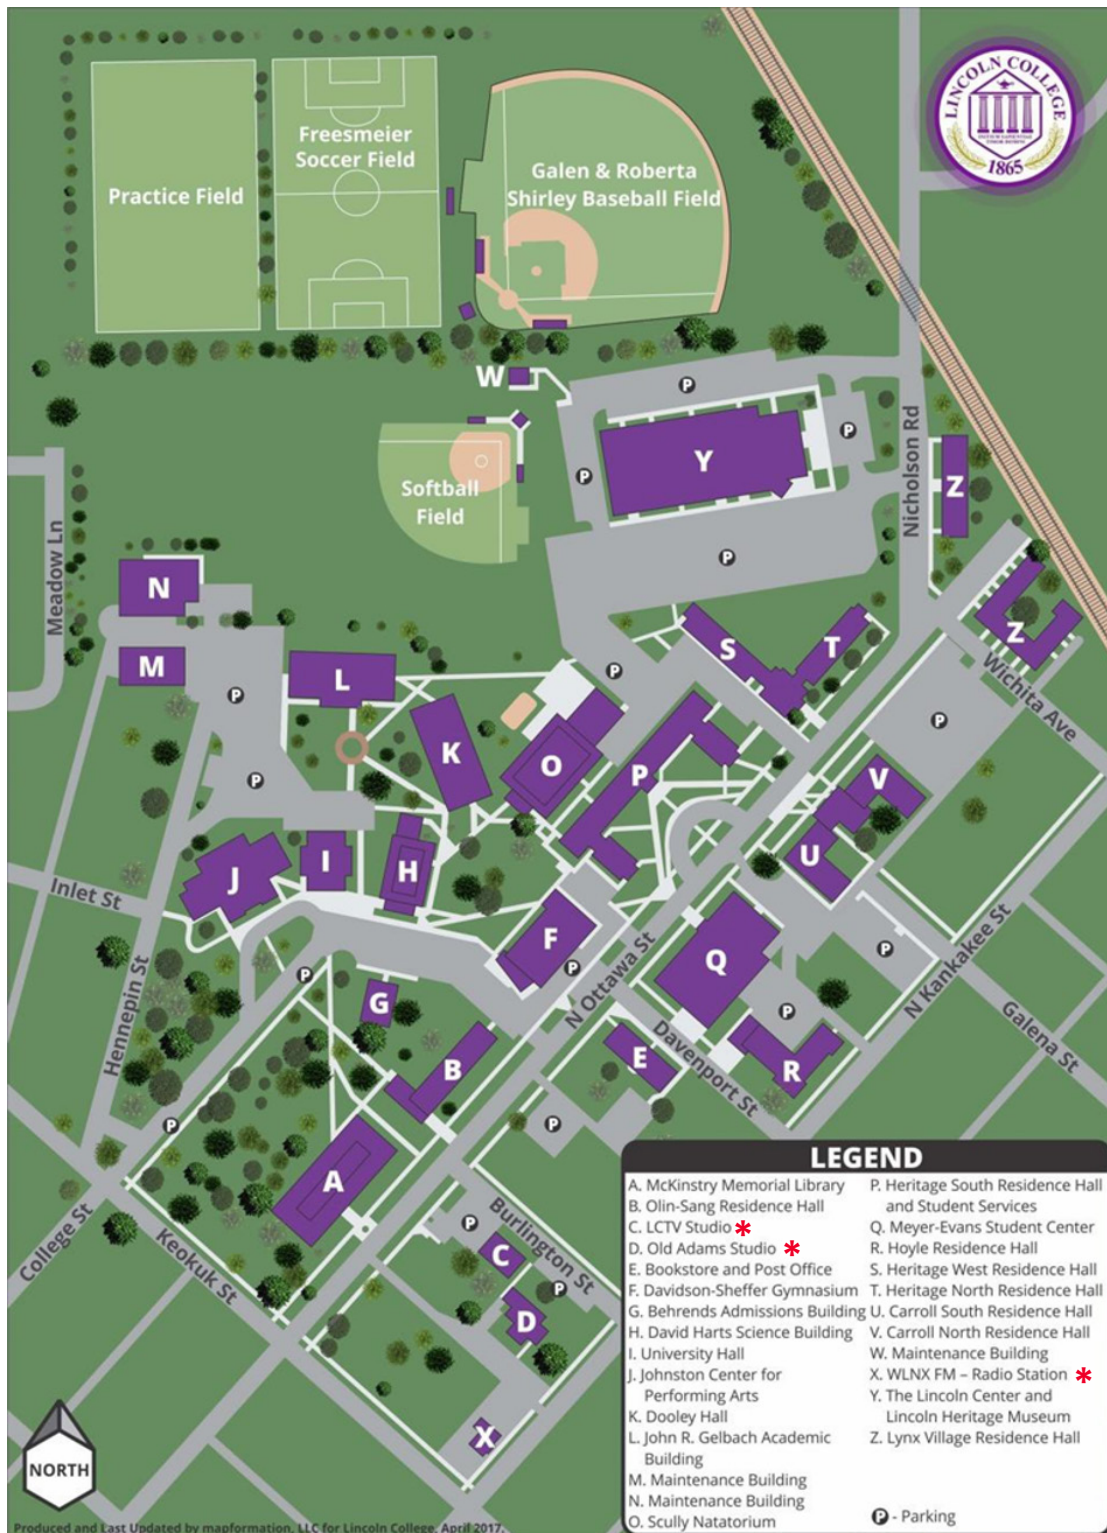 LINCOLN COLLEGE
1865
Freesmeier
Soccer Field
Practice Field
Galen & Roberta
Shirley Baseball Field
W
P
P
Y
P
Nicholson Rd
Z
Softball
Field
P
Meadow Ln
N
M
L
S
T
Z
Wichita Ave
P
P
P
K
O
P
V
P
J
I
H
U
Inlet St
F
Q
P
P
P
G
N Ottawa St
N Kankakee St
Hennepin St
P
B
E
Davenport St
R
Galena St
P
P
A
College St
Keokuk St
P
Burlington St
C
P
D
X
NORTH
LEGEND
A. McKinstry Memorial Library
B. Olin-Sang Residence Hall
C. LCTV Studio *
D. Old Adams Studio *
E. Bookstore and Post Office
F. Davidson-Sheffer Gymnasium
G. Behrends Admissions Building
H. David Harts Science Building
I. University Hall
J. Johnston Center for
Performing Arts
K. Dooley Hall
L. John R. Gelbach Academic
Building
M. Maintenance Building
N. Maintenance Building
O. Scully Natatorium
P. Heritage South Residence Hall
and Student Services
Q. Meyer-Evans Student Center
R. Hoyle Residence Hall
S. Heritage West Residence Hall
T. Heritage North Residence Hall
U. Carroll South Residence Hall
V. Carroll North Residence Hall
W. Maintenance Building
X. WLNX FM – Radio Station *
Y. The Lincoln Center and
Lincoln Heritage Museum
Z. Lynx Village Residence Hall
P - Parking
Produced and Last Updated by mapformation, LLC for Lincoln College, April 2017.